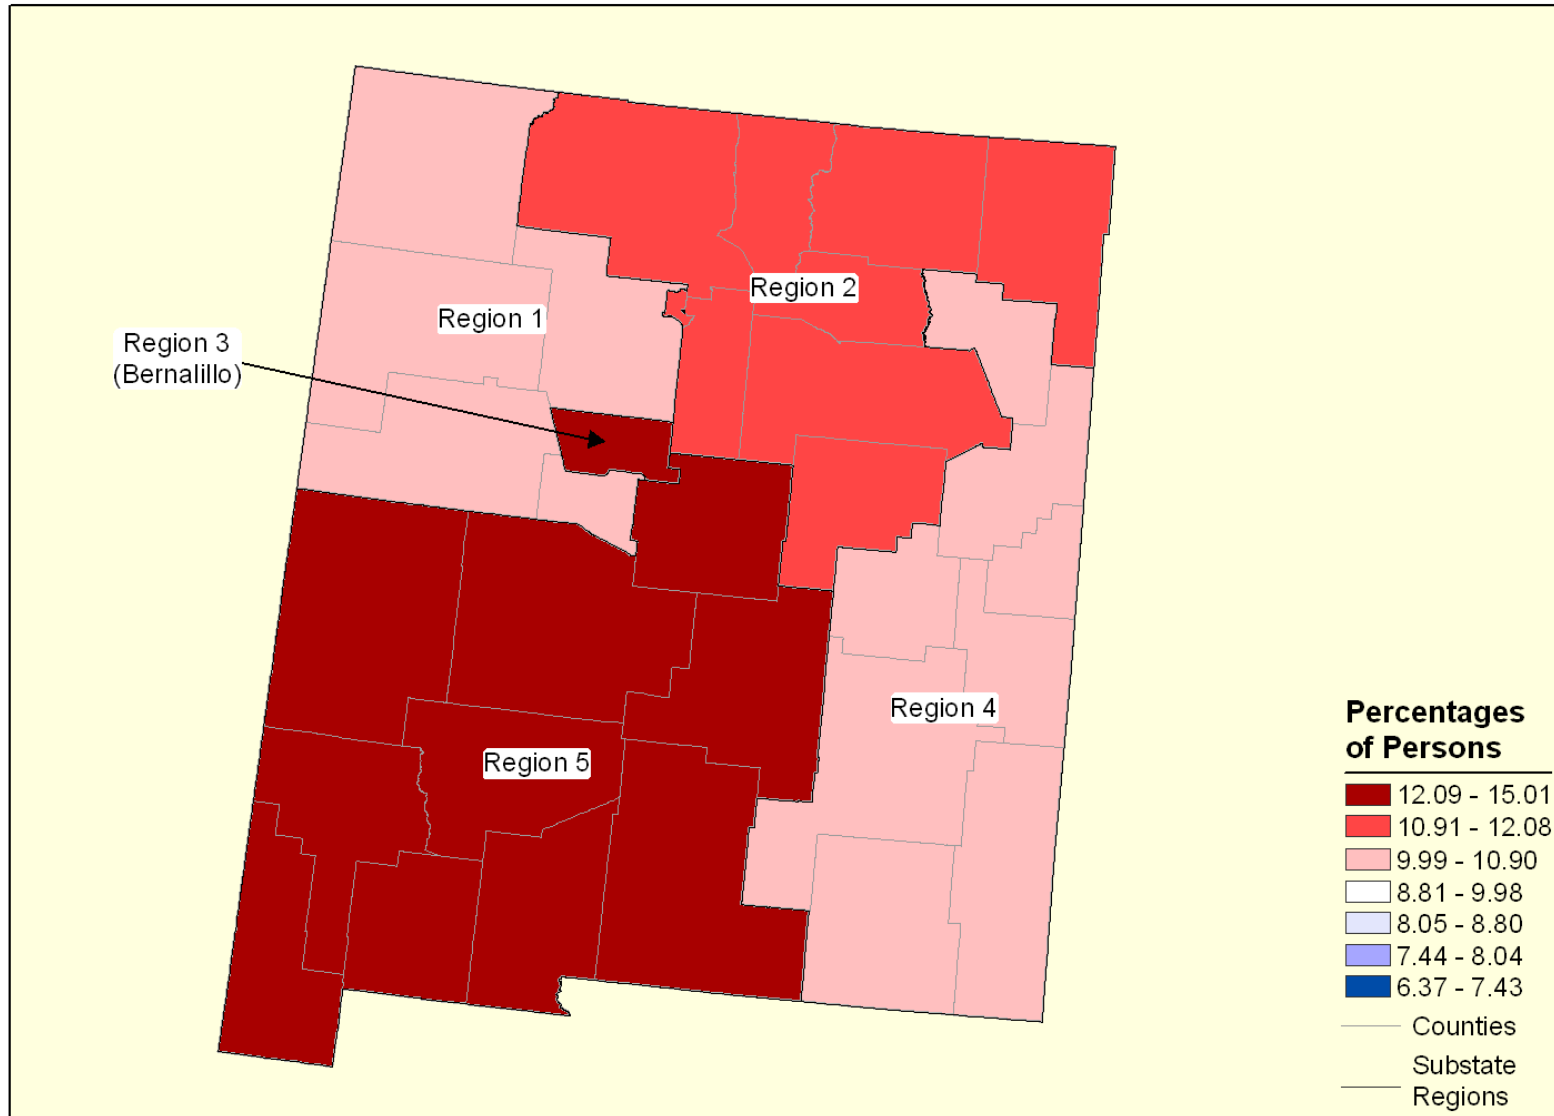 Region 2
Region 1
Region 3
(Bernalillo)
Region 4
Region 5
Percentages
of Persons
12.09 - 15.01
10.91 - 12.08
9.99 - 10.90
8.81 - 9.98
8.05 - 8.80
7.44 - 8.04
6.37 - 7.43
Counties
Substate
Regions